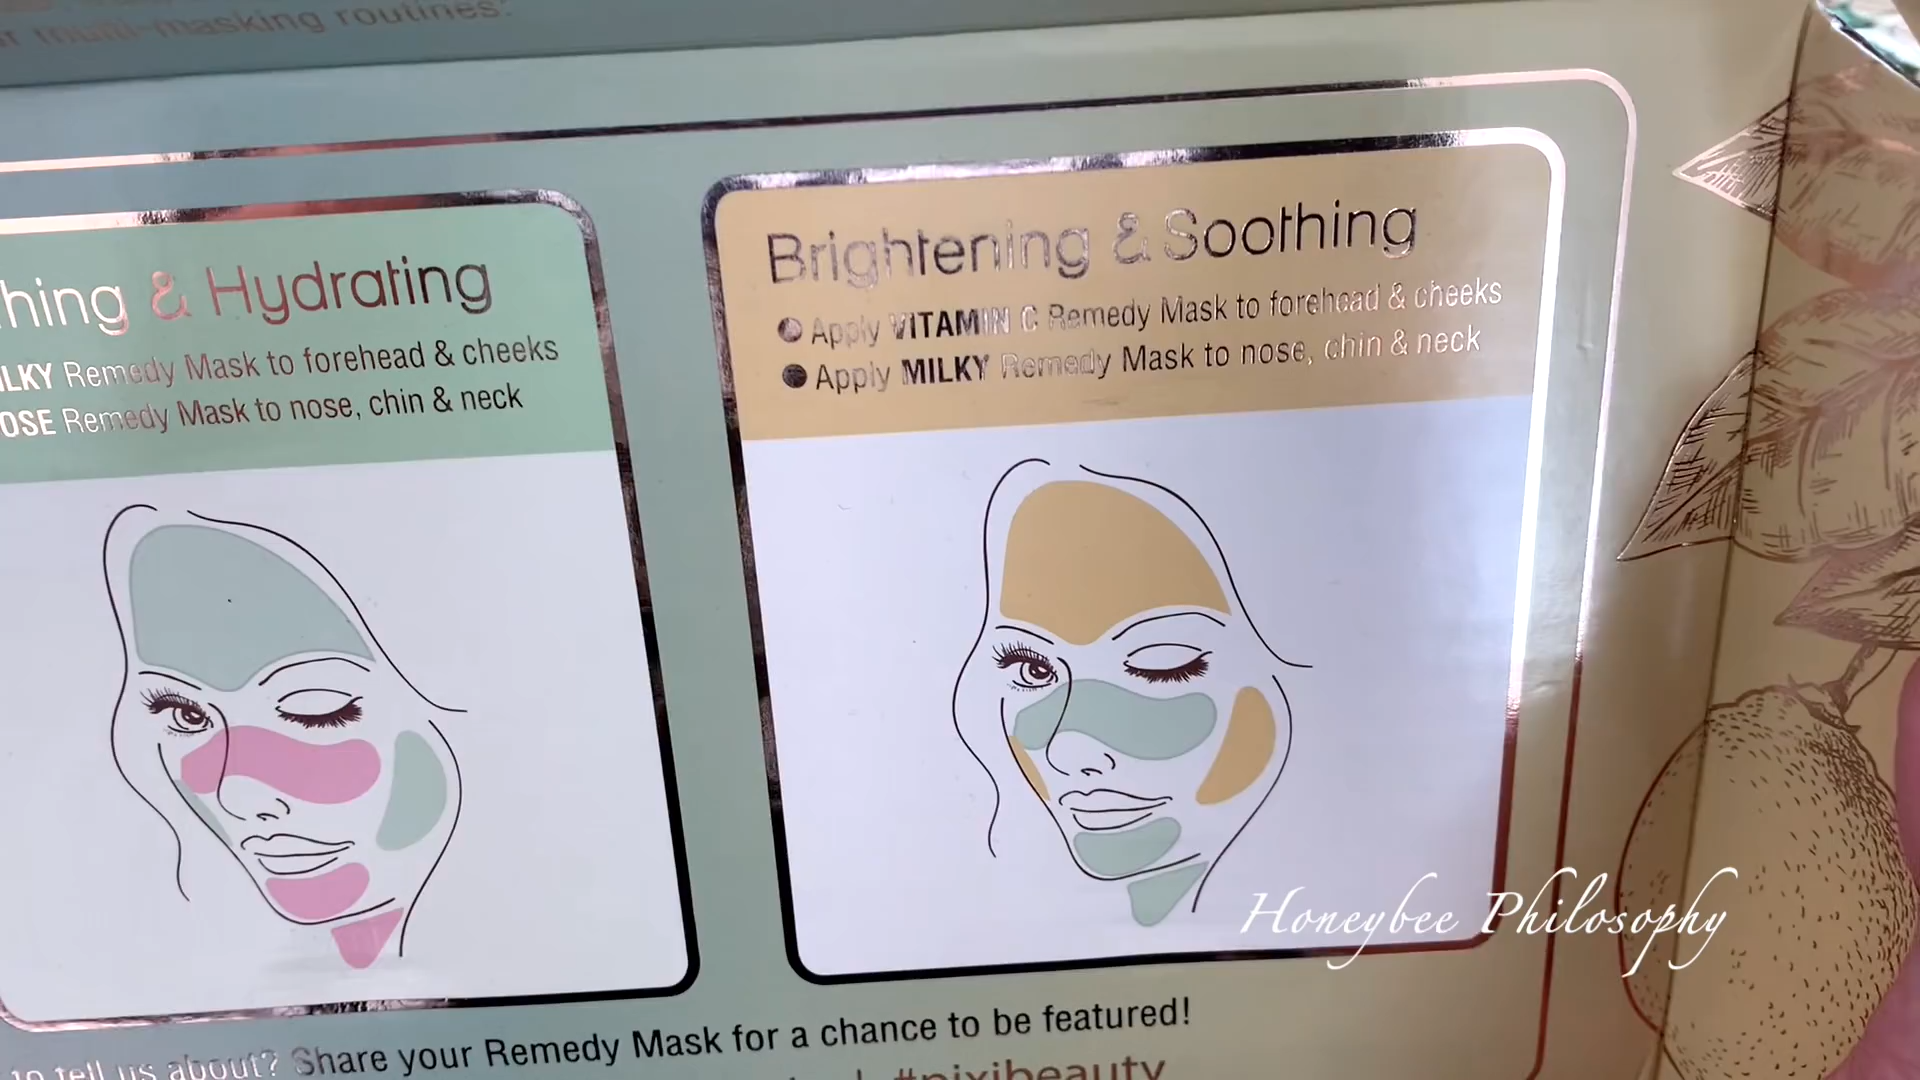 multi-masking routines.
hing & Hydrating
ILKY Remedy Mask to forehead & cheeks
OSE Remedy Mask to nose, chin & neck
Brightening & Soothing
Apply VITAMIN C Remedy Mask to forehead & cheeks
Apply MILKY Remedy Mask to nose, chin & neck
Honeybee Philosophy
to tell us about? Share your Remedy Mask for a chance to be featured!
#pixibeauty